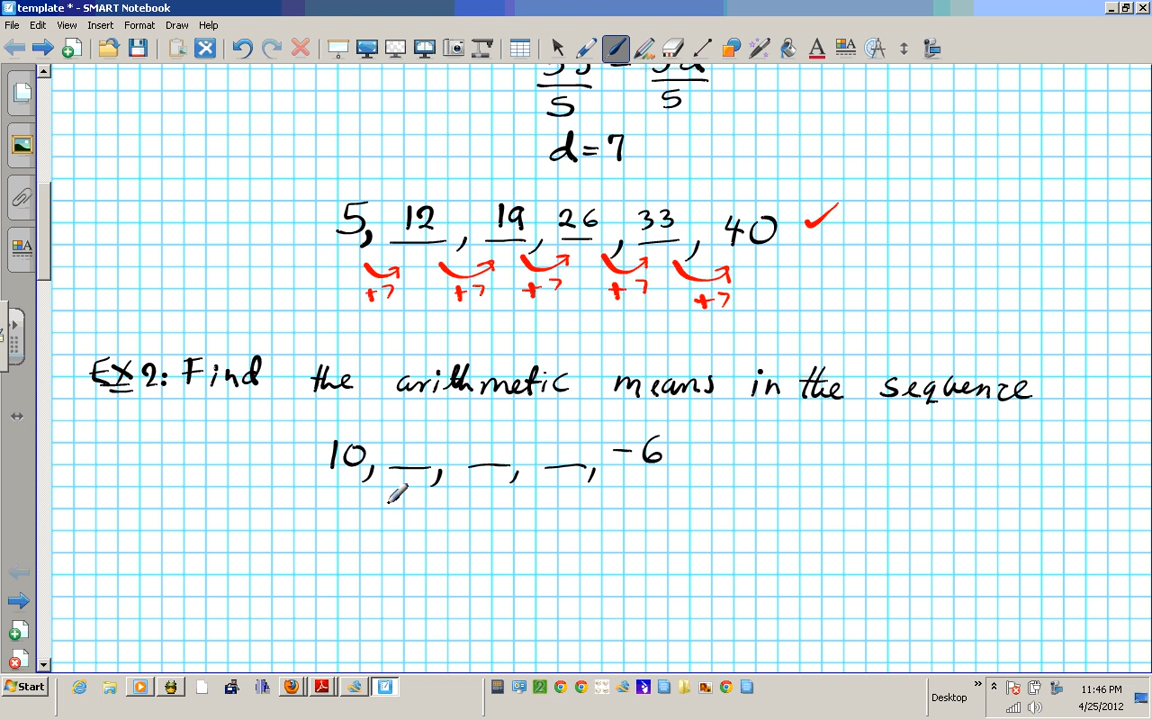 template * - SMART Notebook
File Edit View Insert Format Draw Help
5 5
d = 7
5, 12, 19, 26, 33, 40
+7 +7 +7 +7 +7
EX2: Find the arithmetic means in the sequence
10, __, __, __, -6
Start
Desktop
»
11:46 PM
4/25/2012